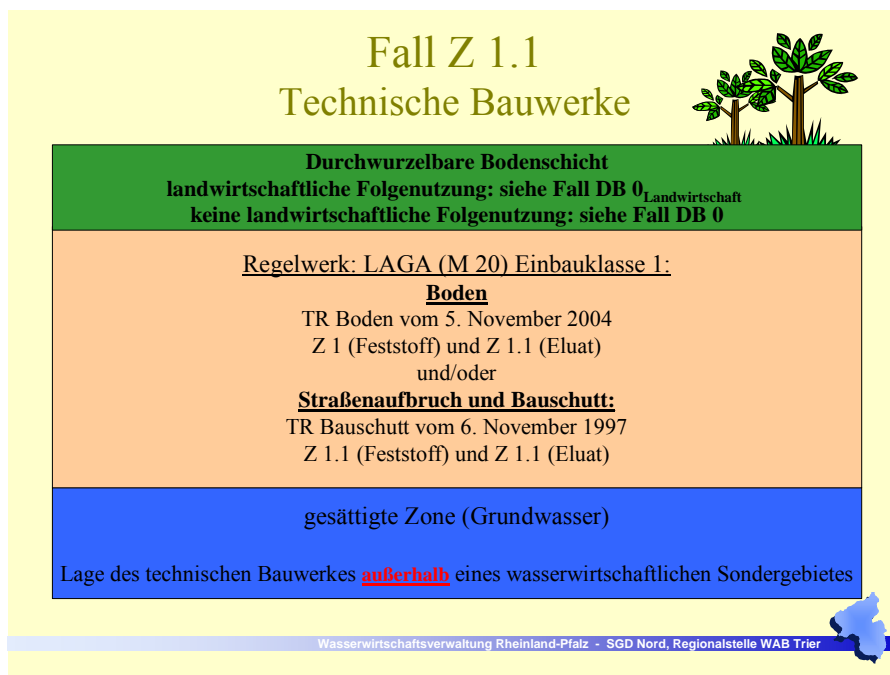 Fall Z 1.1
Technische Bauwerke
Durchwurzelbare Bodenschicht
landwirtschaftliche Folgenutzung: siehe Fall DB 0Landwirtschaft
keine landwirtschaftliche Folgenutzung: siehe Fall DB 0
Regelwerk: LAGA (M 20) Einbauklasse 1:
Boden
TR Boden vom 5. November 2004
Z 1 (Feststoff) und Z 1.1 (Eluat)
und/oder
Straßenaufbruch und Bauschutt:
TR Bauschutt vom 6. November 1997
Z 1.1 (Feststoff) und Z 1.1 (Eluat)
gesättigte Zone (Grundwasser)
Lage des technischen Bauwerkes außerhalb eines wasserwirtschaftlichen Sondergebietes
Wasserwirtschaftsverwaltung Rheinland-Pfalz - SGD Nord, Regionalstelle WAB Trier